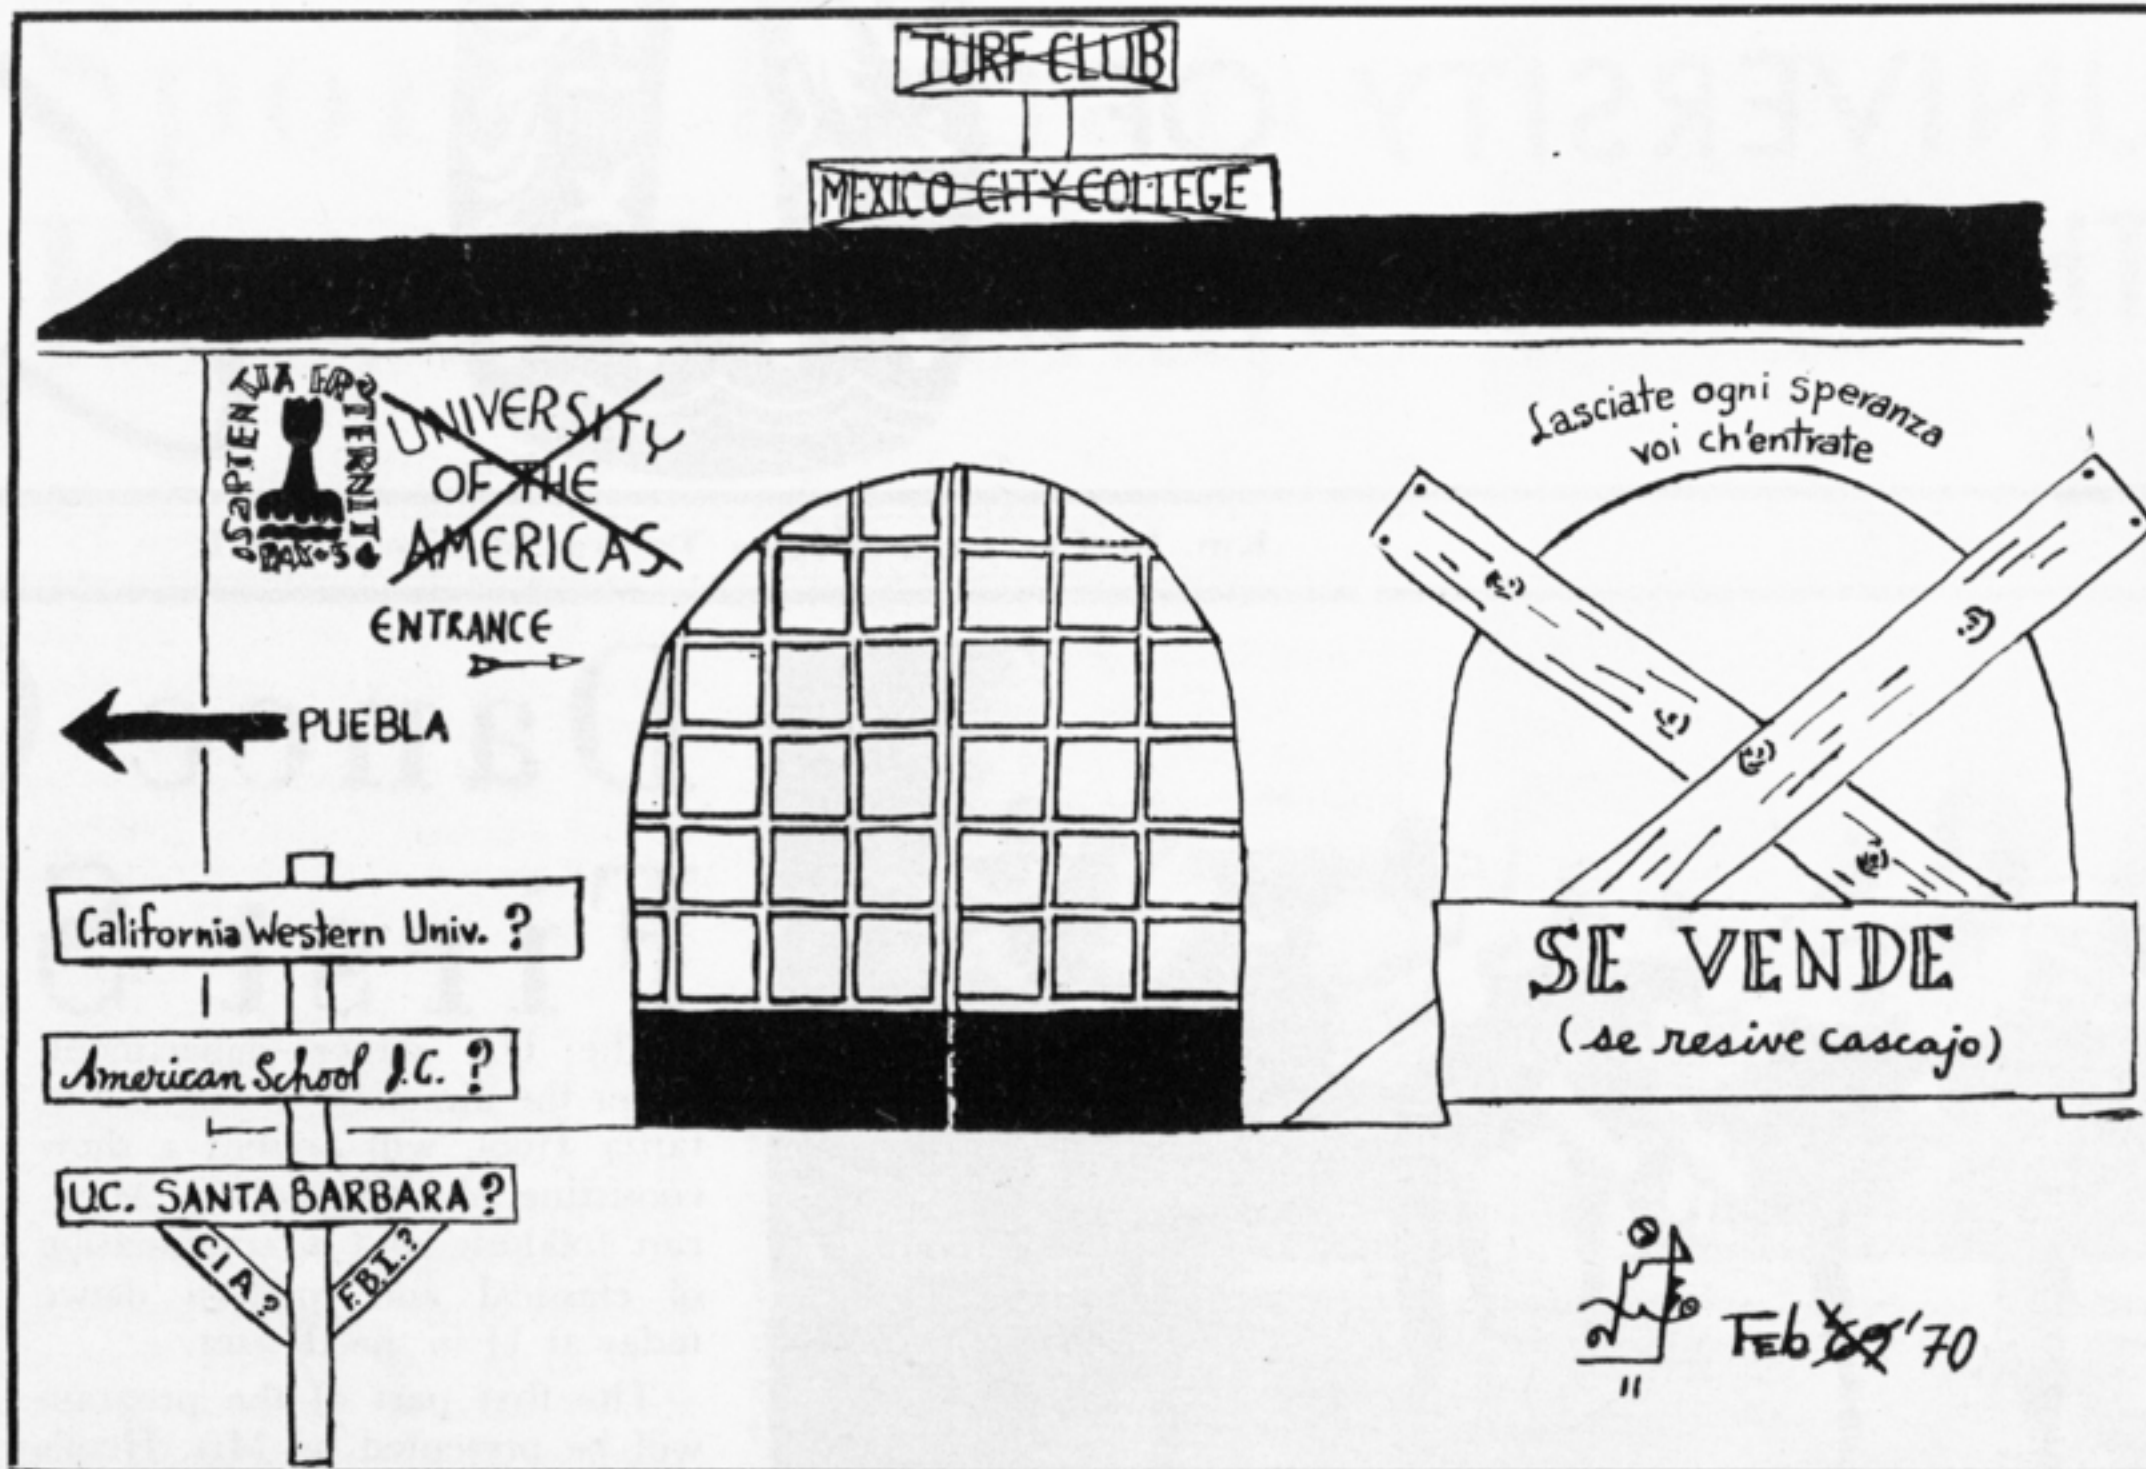 TURF CLUB
MEXICO CITY COLLEGE
UNIVERSITY
OF THE
AMERICAS
ENTRANCE
PUEBLA
Lasciate ogni speranza
voi ch'entrate
California Western Univ. ?
American School J.C. ?
U.C. SANTA BARBARA ?
CIA?
F.B.I.?
SE VENDE
(se resive cascajo)
Feb 69 '70